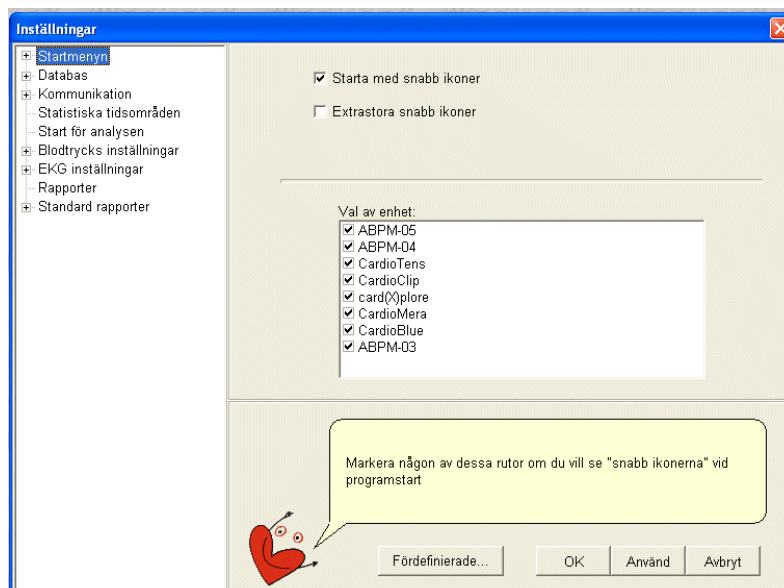 Inställningar
Startmenyn
Databas
Kommunikation
Statistiska tidsområden
Start för analysen
Blodtrycks inställningar
EKG inställningar
Rapporter
Standard rapporter
Starta med snabb ikoner
Extrastora snabb ikoner
Val av enhet:
ABPM-05
ABPM-04
CardioTens
CardioClip
card(X)plore
CardioMera
CardioBlue
ABPM-03
Markera någon av dessa rutor om du vill se "snabb ikonerna" vid
programstart
Fördefinierade...
OK
Använd
Avbryt